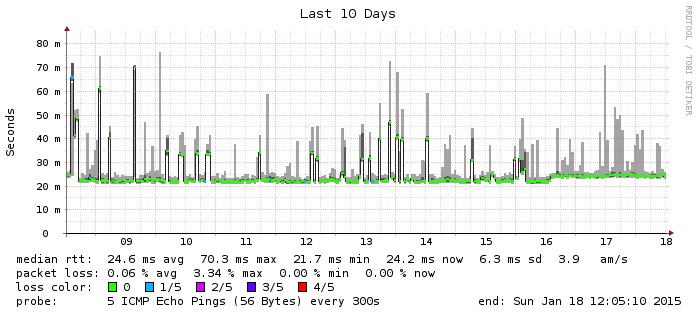 Last 10 Days
RRDTOOL / TOBI OETIKER
Seconds
80 m
70 m
60 m
50 m
40 m
30 m
20 m
10 m
0
09 10 11 12 13 14 15 16 17 18
median rtt: 24.6 ms avg 70.3 ms max 21.7 ms min 24.2 ms now 6.3 ms sd 3.9 am/s
packet loss: 0.06 % avg 3.34 % max 0.00 % min 0.00 % now
loss color: 0 1/5 2/5 3/5 4/5
probe: 5 ICMP Echo Pings (56 Bytes) every 300s end: Sun Jan 18 12:05:10 2015